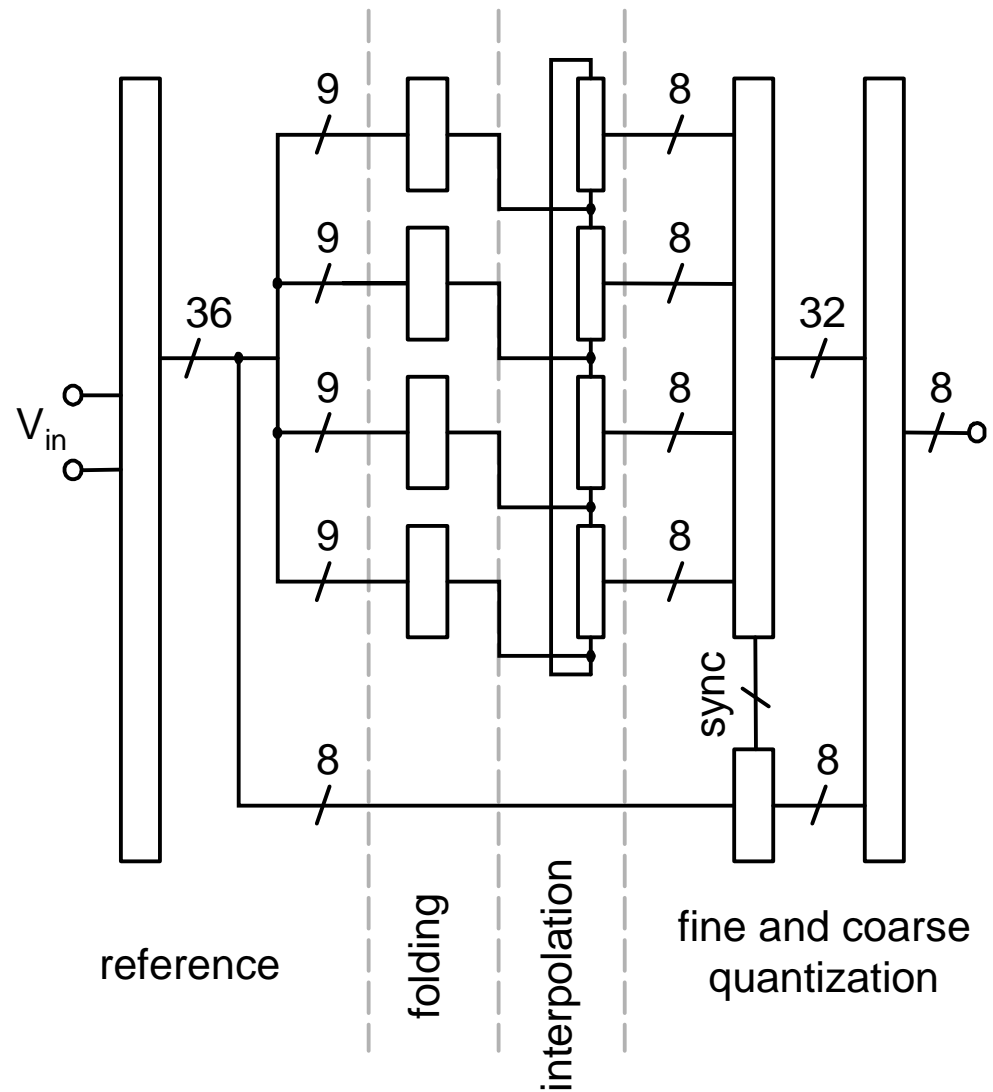 9
8
9
8
36
32
9
8
8
V_in
9
8
sync
8
8
reference
folding
interpolation
fine and coarse
quantization